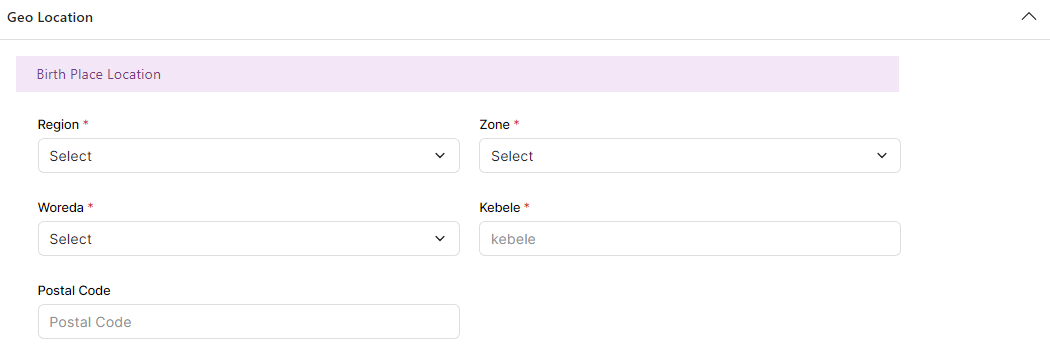 Geo Location
Birth Place Location
Region *
Zone *
Select
Select
Woreda *
Kebele *
Select
kebele
Postal Code
Postal Code